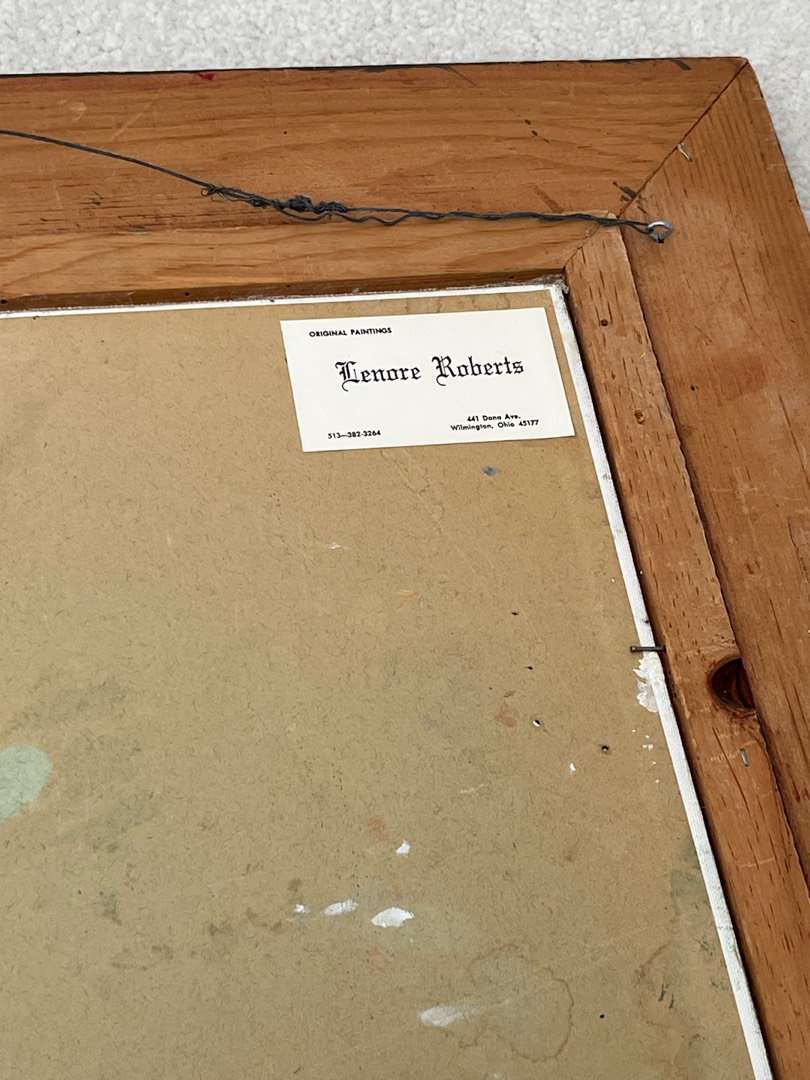 ORIGINAL PAINTINGS
Lenore Roberts
441 Dana Ave.
513—382-3264
Wilmington, Ohio 45177